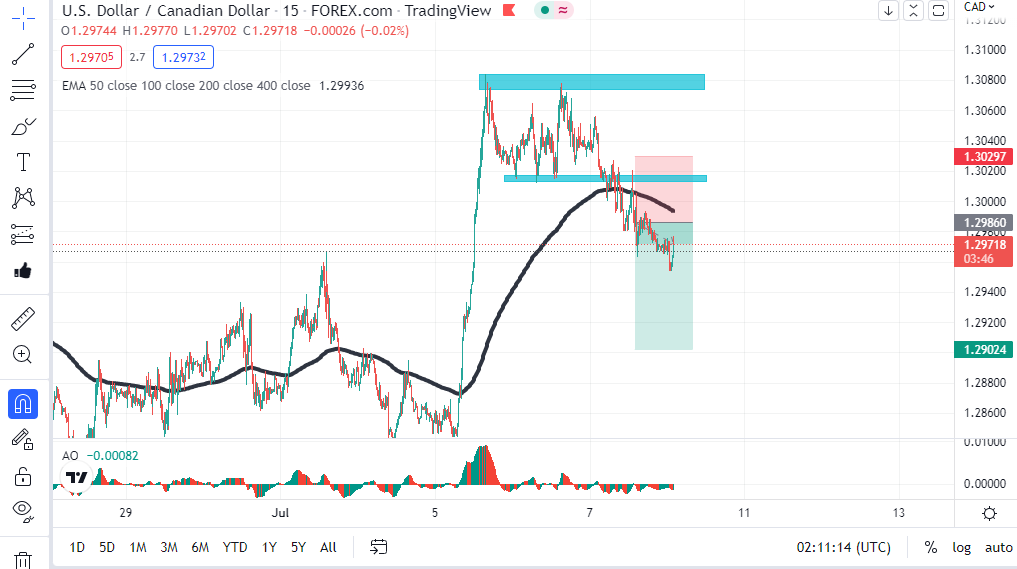 U.S. Dollar / Canadian Dollar · 15 · FOREX.com · TradingView
O1.29744 H1.29770 L1.29702 C1.29718 −0.00026 (−0.02%)
1.29705 2.7 1.29732
EMA 50 close 100 close 200 close 400 close 1.29936
CAD
1.31200
1.31000
1.30800
1.30600
1.30400
1.30297
1.30200
1.30000
1.29860
1.29800
1.29718
03:46
1.29400
1.29200
1.29024
1.28800
1.28600
AO −0.00082
0.01000
0.00000
29 Jul 5 7 11 13
1D 5D 1M 3M 6M YTD 1Y 5Y All 02:11:14 (UTC) % log auto